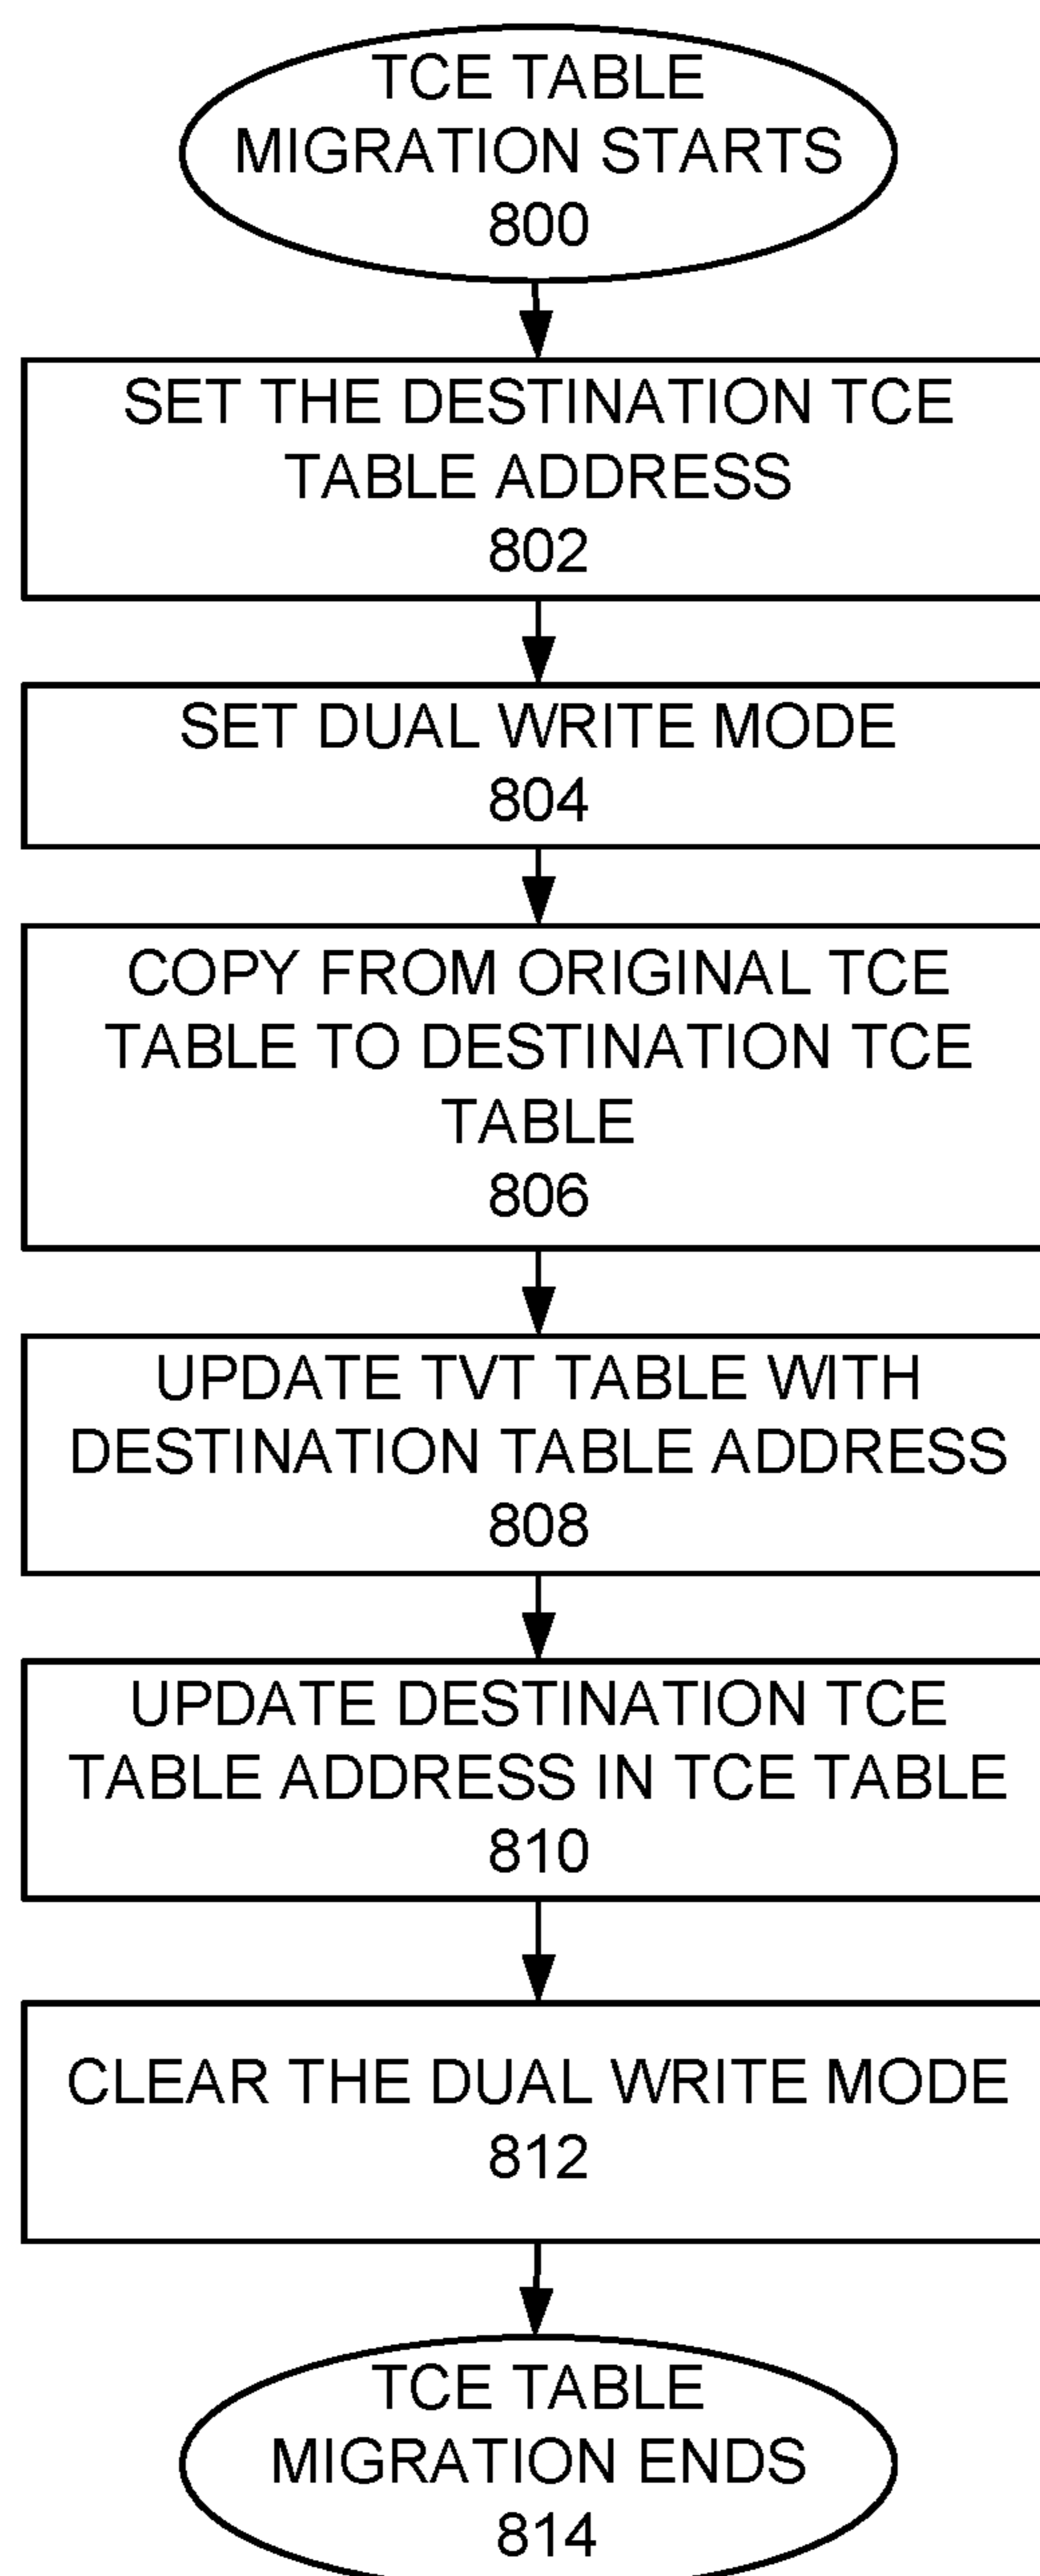 TCE TABLE
MIGRATION STARTS
800
SET THE DESTINATION TCE
TABLE ADDRESS
802
SET DUAL WRITE MODE
804
COPY FROM ORIGINAL TCE
TABLE TO DESTINATION TCE
TABLE
806
UPDATE TVT TABLE WITH
DESTINATION TABLE ADDRESS
808
UPDATE DESTINATION TCE
TABLE ADDRESS IN TCE TABLE
810
CLEAR THE DUAL WRITE MODE
812
TCE TABLE
MIGRATION ENDS
814